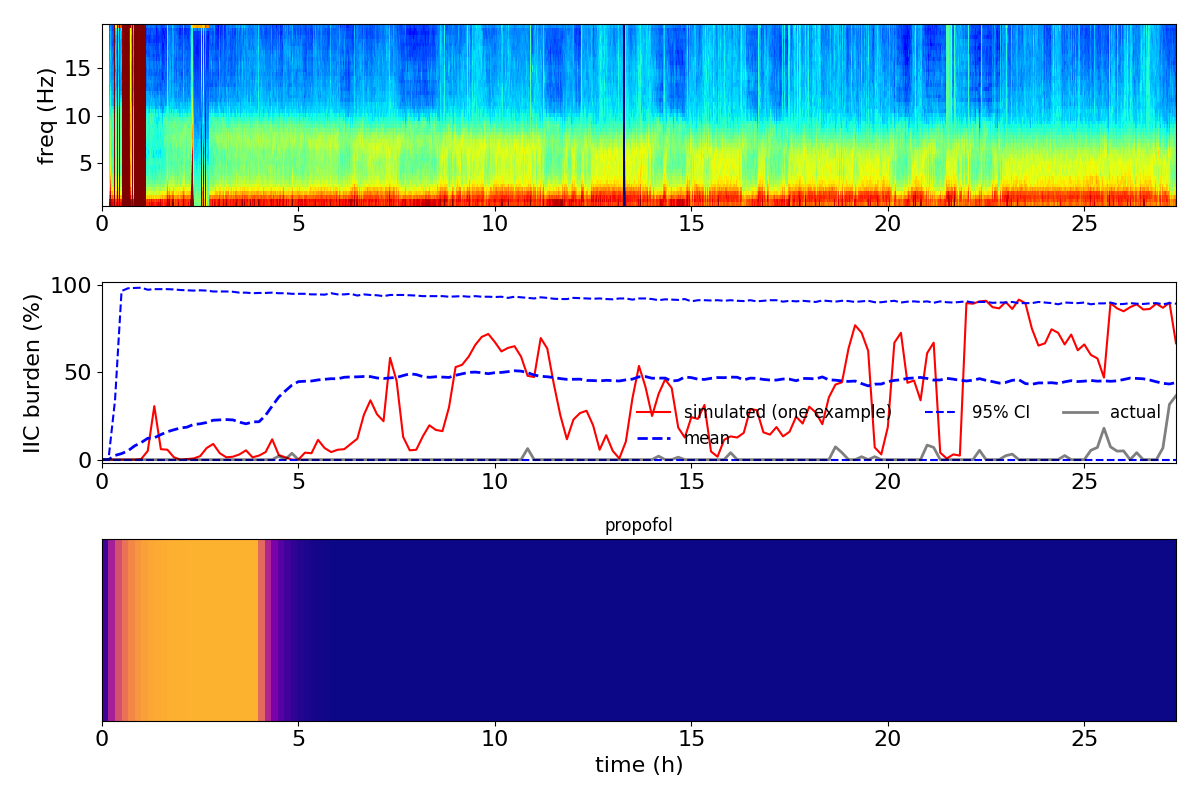 freq (Hz)
15
10
5
0 5 10 15 20 25
IIC burden (%)
100
50
0
simulated (one example)
mean
95% CI
actual
0 5 10 15 20 25
propofol
0 5 10 15 20 25
time (h)